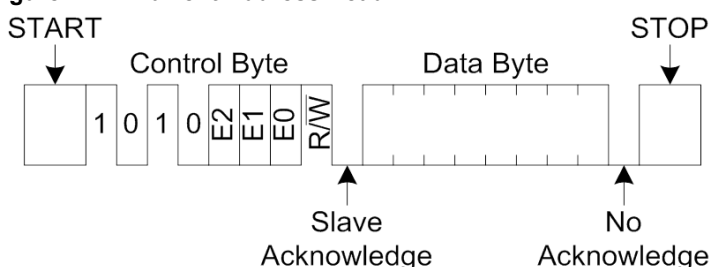 START
STOP
Control Byte
Data Byte
1 0 1 0 E2 E1 E0 R/W
Slave
Acknowledge
No
Acknowledge